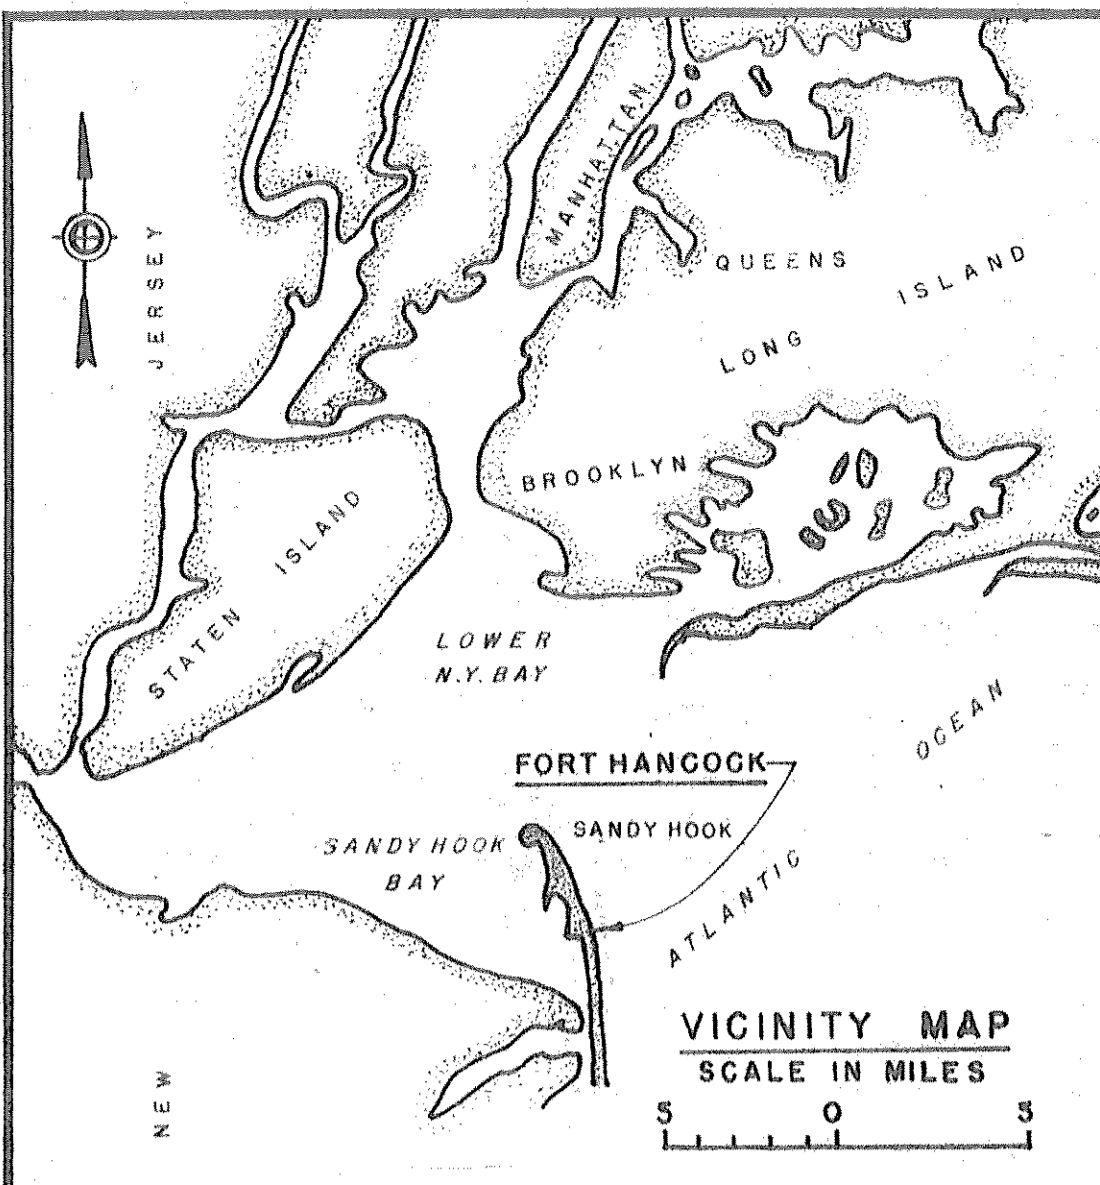 MANHATTAN
JERSEY
QUEENS
ISLAND
LONG
BROOKLYN
STATEN ISLAND
LOWER
N.Y. BAY
OCEAN
FORT HANCOCK
SANDY HOOK
SANDY HOOK
BAY
ATLANTIC
NEW
VICINITY MAP
SCALE IN MILES
5 0 5